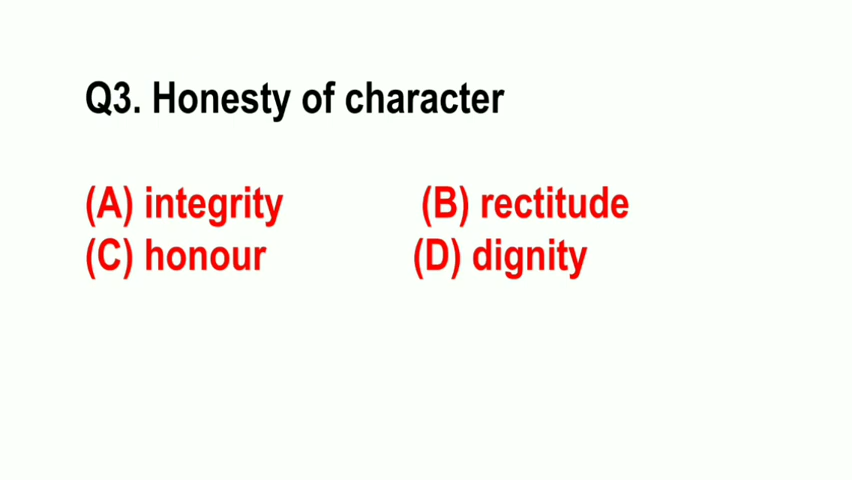 Q3. Honesty of character
(A) integrity (B) rectitude
(C) honour (D) dignity